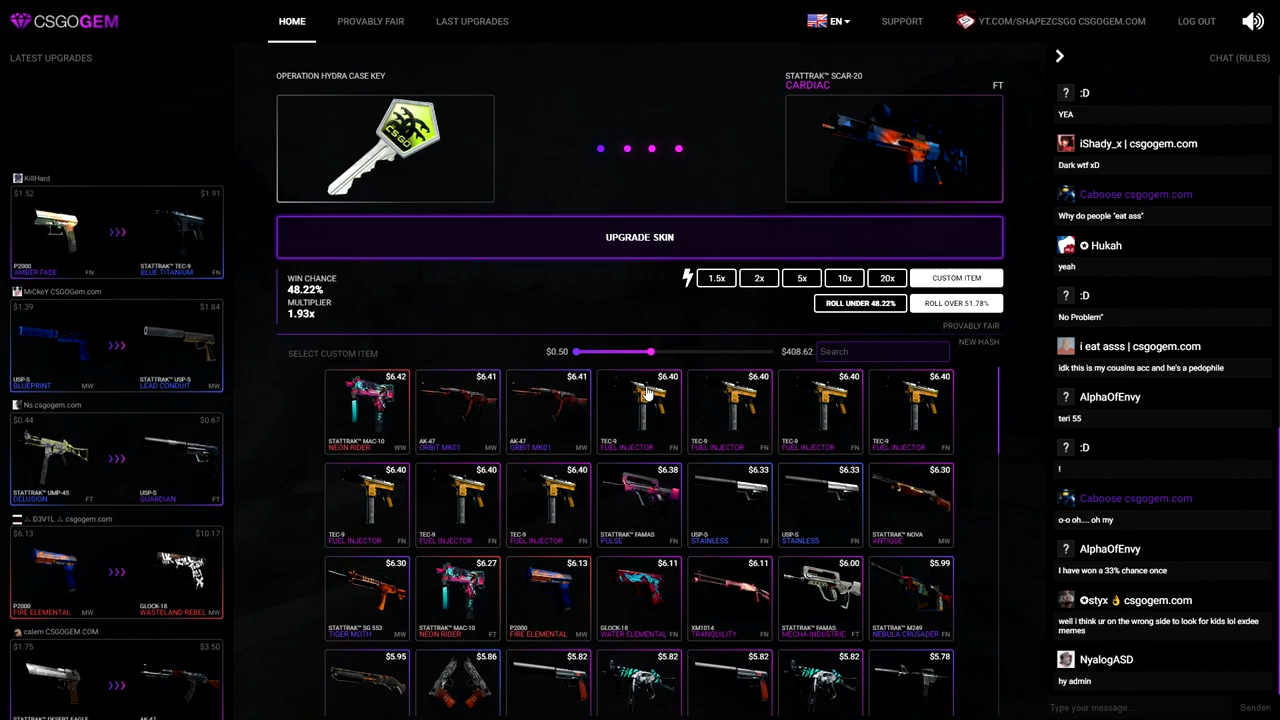 CSGOGEM
HOME
PROVABLY FAIR
LAST UPGRADES
EN
SUPPORT
YT.COM/SHAPEZCSGO CSGOGEM.COM
LOG OUT
LATEST UPGRADES
KillHard
$1.52
$1.91
P2000
AMBER FADE
FN
STATTRAK™ TEC-9
BLUE TITANIUM
FN
MiCkeY CSGOGem.com
$1.39
$1.84
USP-S
BLUEPRINT
MW
STATTRAK™ USP-S
LEAD CONDUIT
MW
Ns csgogem.com
$0.44
$0.67
STATTRAK™ UMP-45
DELUSION
FT
USP-S
GUARDIAN
FT
D3V1L
csgogem.com
$6.13
$10.17
P2000
FIRE ELEMENTAL
MW
GLOCK-18
WASTELAND REBEL
MW
calem CSGOGEM.COM
$1.75
$3.50
STATTRAK™ DESERT EAGLE
AK-47
OPERATION HYDRA CASE KEY
CSGO
STATTRAK™ SCAR-20
CARDIAC
FT
UPGRADE SKIN
WIN CHANCE
48.22%
MULTIPLIER
1.93x
1.5x
2x
5x
10x
20x
CUSTOM ITEM
ROLL UNDER 48.22%
ROLL OVER 51.78%
PROVABLY FAIR
NEW HASH
SELECT CUSTOM ITEM
$0.50
$408.62
Search
$6.42
STATTRAK™ MAC-10
NEON RIDER
WW
$6.41
AK-47
ORBIT MK01
MW
$6.41
AK-47
ORBIT MK01
MW
$6.40
TEC-9
FUEL INJECTOR
FN
$6.40
TEC-9
FUEL INJECTOR
FN
$6.40
TEC-9
FUEL INJECTOR
FN
$6.40
TEC-9
FUEL INJECTOR
FN
$6.40
TEC-9
FUEL INJECTOR
FN
$6.40
TEC-9
FUEL INJECTOR
FN
$6.40
TEC-9
FUEL INJECTOR
FN
$6.38
STATTRAK™ FAMAS
PULSE
FN
$6.33
USP-S
STAINLESS
FN
$6.33
USP-S
STAINLESS
FN
$6.30
STATTRAK™ NOVA
ANTIQUE
MW
$6.30
STATTRAK™ SG 553
TIGER MOTH
MW
$6.27
STATTRAK™ MAC-10
NEON RIDER
FT
$6.13
P2000
FIRE ELEMENTAL
MW
$6.11
GLOCK-18
WATER ELEMENTAL
FN
$6.11
XM1014
TRANQUILITY
FN
$6.00
STATTRAK™ FAMAS
MECHA INDUSTRIE
FT
$5.99
STATTRAK™ M249
NEBULA CRUSADER
FN
$5.95
$5.86
$5.82
$5.82
$5.82
$5.82
$5.78
CHAT (RULES)
? :D
YEA
iShady_x | csgogem.com
Dark wtf xD
Caboose csgogem.com
Why do people "eat ass"
✪ Hukah
yeah
? :D
No Problem"
i eat asss | csgogem.com
idk this is my cousins acc and he's a pedophile
? AlphaOfEnvy
teri 55
? :D
!
Caboose csgogem.com
o-o oh.... oh my
? AlphaOfEnvy
I have won a 33% chance once
✪styx 👌 csgogem.com
well i think ur on the wrong side to look for kids lol exdee
memes
NyalogASD
hy admin
Type your message...
Senden